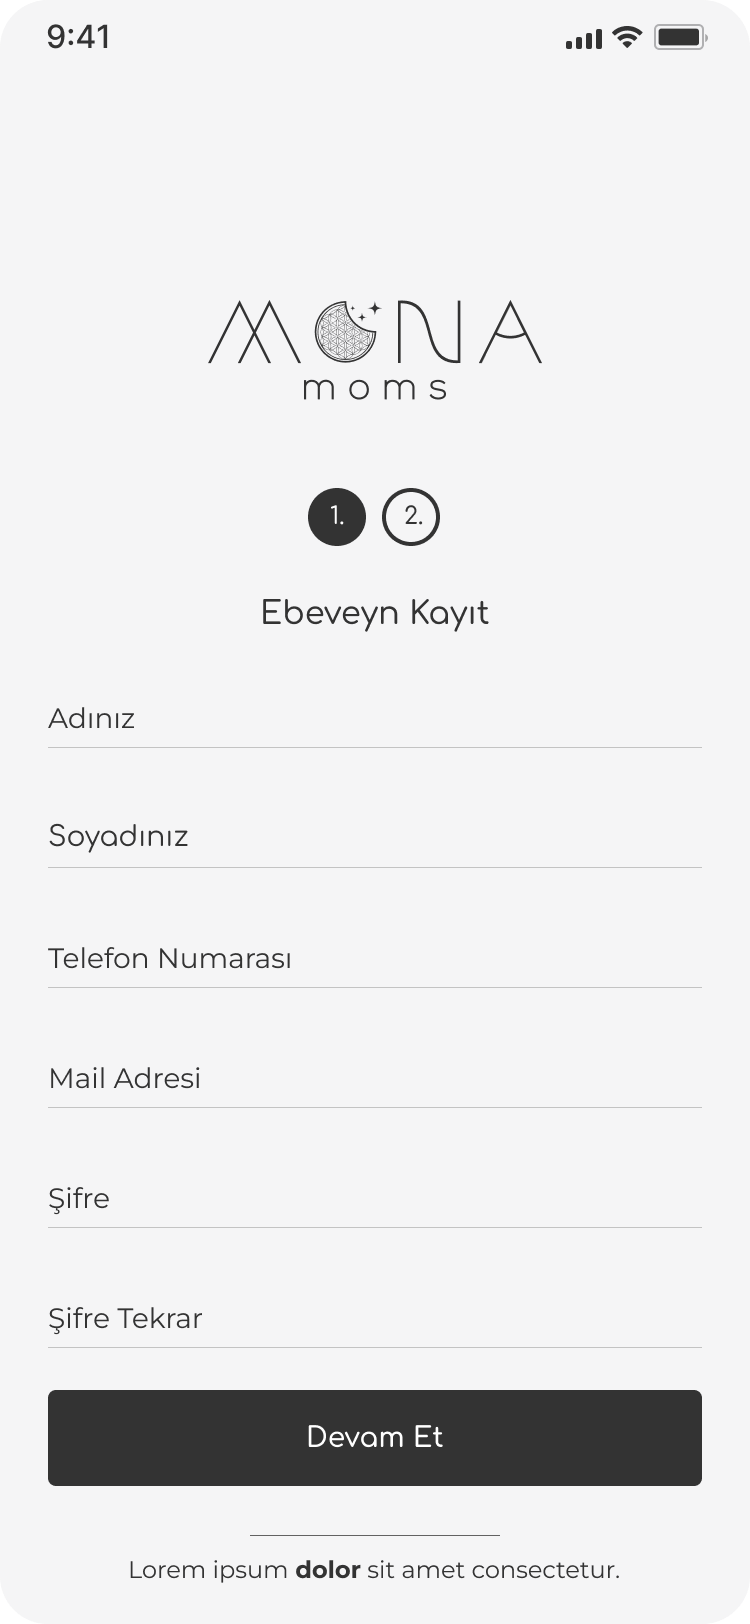 9:41
MONA
moms
1. 2.
Ebeveyn Kayıt
Adınız
Soyadınız
Telefon Numarası
Mail Adresi
Şifre
Şifre Tekrar
Devam Et
Lorem ipsum dolor sit amet consectetur.